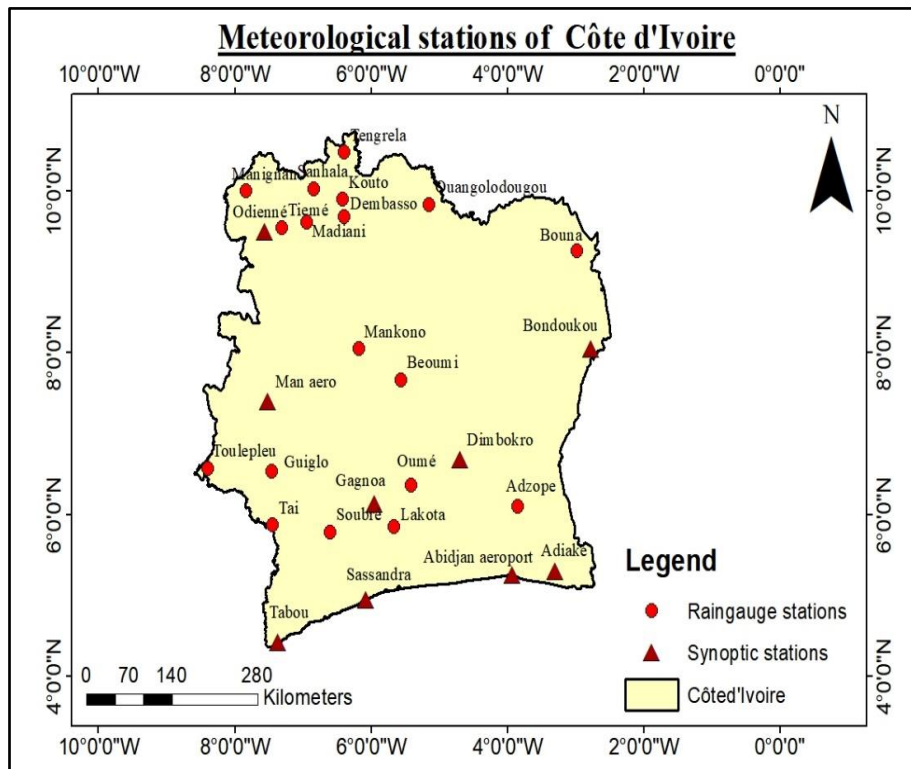 Meteorological stations of Côte d'Ivoire
10°0'0"W 8°0'0"W 6°0'0"W 4°0'0"W 2°0'0"W 0°0'0"
N
10°0'0"N
10°0'0"N
Tengrela
Manignan
Sanhala
Kouto
Ouangolodougou
Odienné
Tiemé
Dembasso
Madiani
Bouna
8°0'0"N
8°0'0"N
Mankono
Bondoukou
Beoumi
Man aero
Toulepleu
Guiglo
Oumé
Dimbokro
Gagnoa
Adzope
6°0'0"N
6°0'0"N
Tai
Soubre
Lakota
Abidjan aeroport
Adiake
Sassandra
Tabou
4°0'0"N
4°0'0"N
Legend
Raingauge stations
Synoptic stations
Côted'Ivoire
0 70 140 280
Kilometers
10°0'0"W 8°0'0"W 6°0'0"W 4°0'0"W 2°0'0"W 0°0'0"